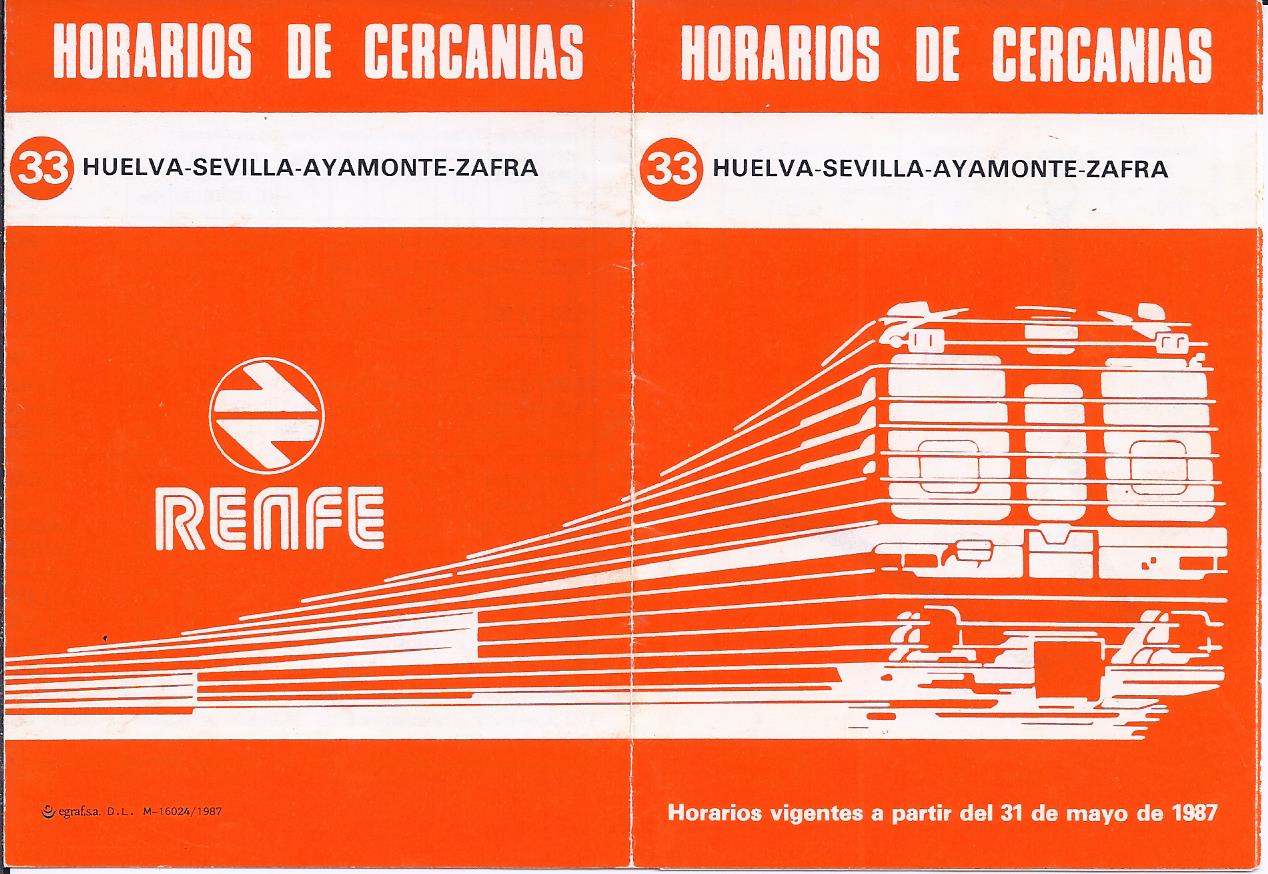 HORARIOS DE CERCANIAS
33 HUELVA-SEVILLA-AYAMONTE-ZAFRA
RENFE
egraf,s.a. D.L. M-16024/1987
HORARIOS DE CERCANIAS
33 HUELVA-SEVILLA-AYAMONTE-ZAFRA
Horarios vigentes a partir del 31 de mayo de 1987